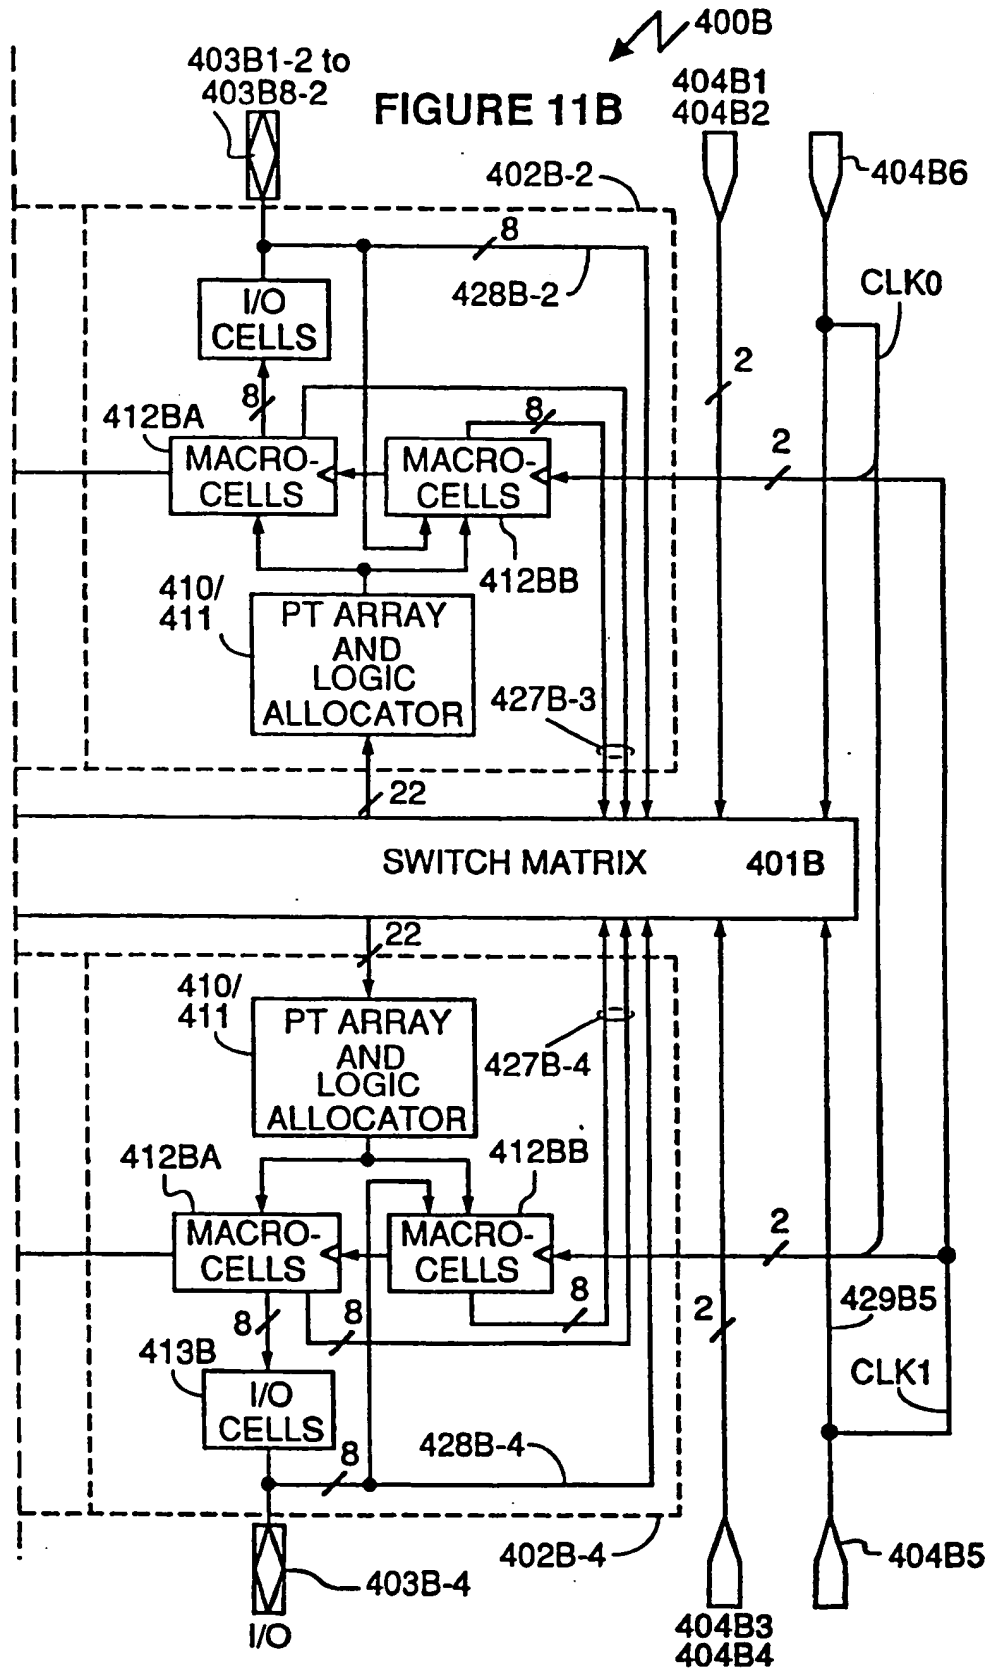 400B
403B1-2 to
403B8-2
FIGURE 11B
404B1
404B2
404B6
402B-2
8
428B-2
CLK0
I/O
CELLS
2
8
8
412BA
MACRO-
CELLS
MACRO-
CELLS
2
412BB
410/
411
PT ARRAY
AND
LOGIC
ALLOCATOR
427B-3
22
SWITCH MATRIX
401B
22
410/
411
PT ARRAY
AND
LOGIC
ALLOCATOR
427B-4
412BA
412BB
MACRO-
CELLS
MACRO-
CELLS
2
8
8
8
2
429B5
413B
I/O
CELLS
CLK1
8
428B-4
402B-4
404B5
403B-4
I/O
404B3
404B4